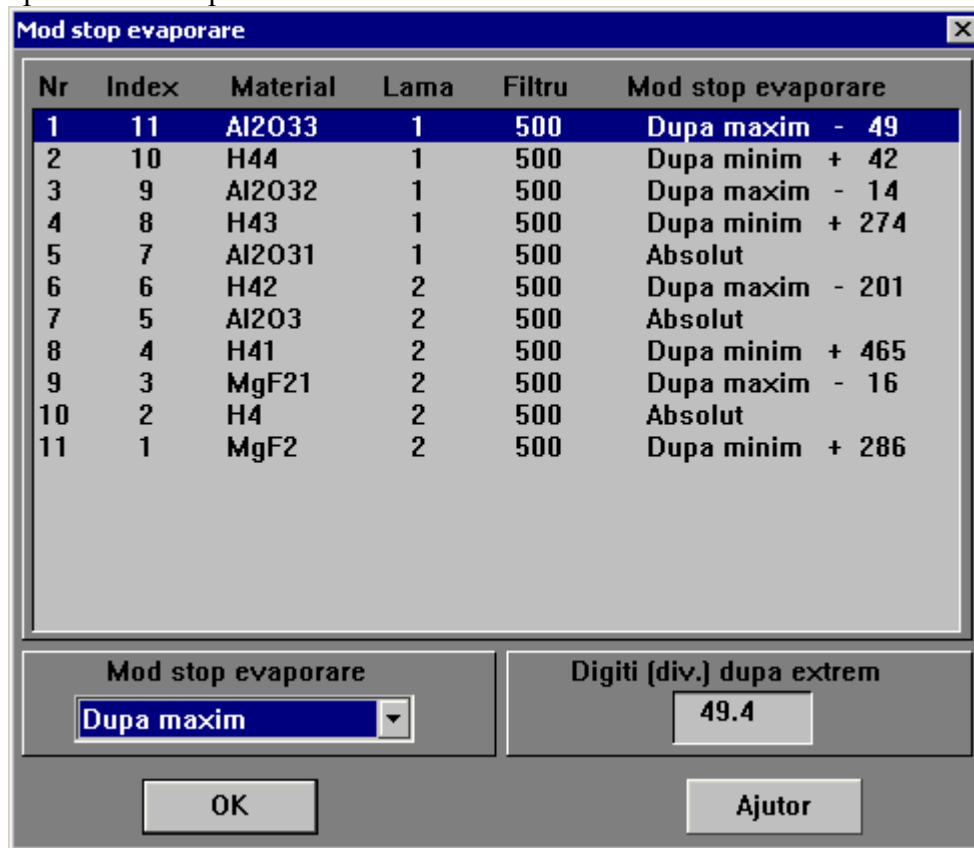 Mod stop evaporare
Nr Index Material Lama Filtru Mod stop evaporare
1 11 Al2O33 1 500 Dupa maxim - 49
2 10 H44 1 500 Dupa minim + 42
3 9 Al2O32 1 500 Dupa maxim - 14
4 8 H43 1 500 Dupa minim + 274
5 7 Al2O31 1 500 Absolut
6 6 H42 2 500 Dupa maxim - 201
7 5 Al2O3 2 500 Absolut
8 4 H41 2 500 Dupa minim + 465
9 3 MgF21 2 500 Dupa maxim - 16
10 2 H4 2 500 Absolut
11 1 MgF2 2 500 Dupa minim + 286
Mod stop evaporare Digiti (div.) dupa extrem
Dupa maxim 49.4
OK Ajutor